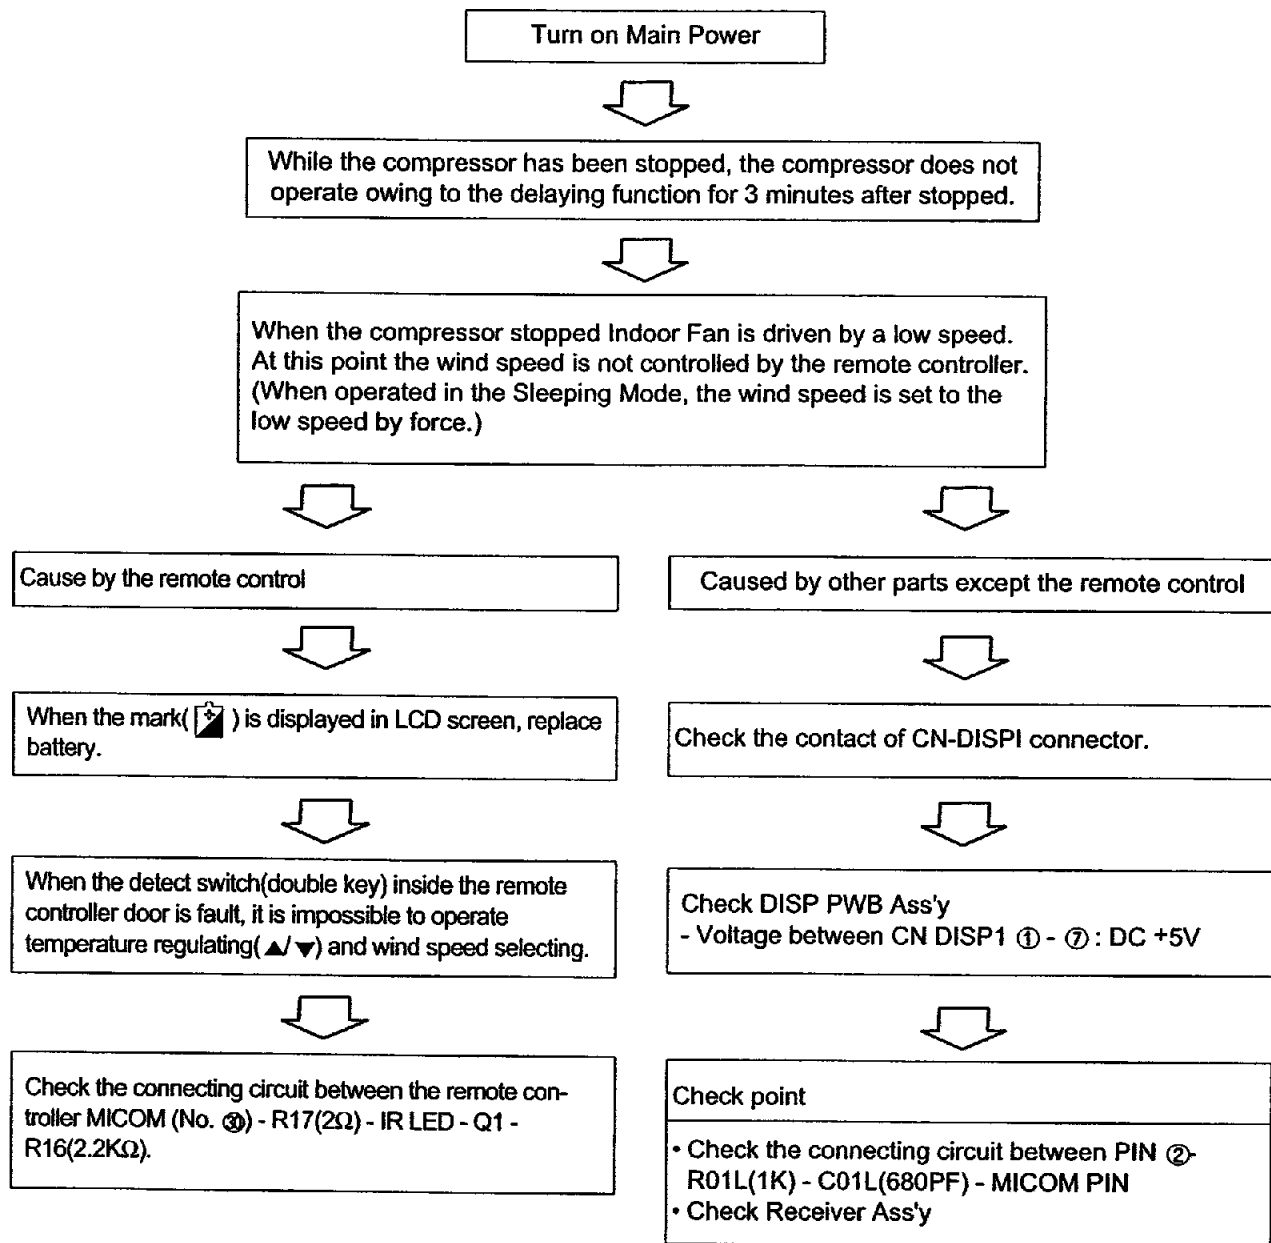 Turn on Main Power
While the compressor has been stopped, the compressor does not
operate owing to the delaying function for 3 minutes after stopped.
When the compressor stopped Indoor Fan is driven by a low speed.
At this point the wind speed is not controlled by the remote controller.
(When operated in the Sleeping Mode, the wind speed is set to the
low speed by force.)
Cause by the remote control
When the mark( ) is displayed in LCD screen, replace
battery.
When the detect switch(double key) inside the remote
controller door is fault, it is impossible to operate
temperature regulating(▲/▼) and wind speed selecting.
Check the connecting circuit between the remote con-
troller MICOM (No. ㉚) - R17(2Ω) - IR LED - Q1 -
R16(2.2KΩ).
Caused by other parts except the remote control
Check the contact of CN-DISPI connector.
Check DISP PWB Ass'y
- Voltage between CN DISP1 ① - ⑦ : DC +5V
Check point
• Check the connecting circuit between PIN ②-
R01L(1K) - C01L(680PF) - MICOM PIN
• Check Receiver Ass'y